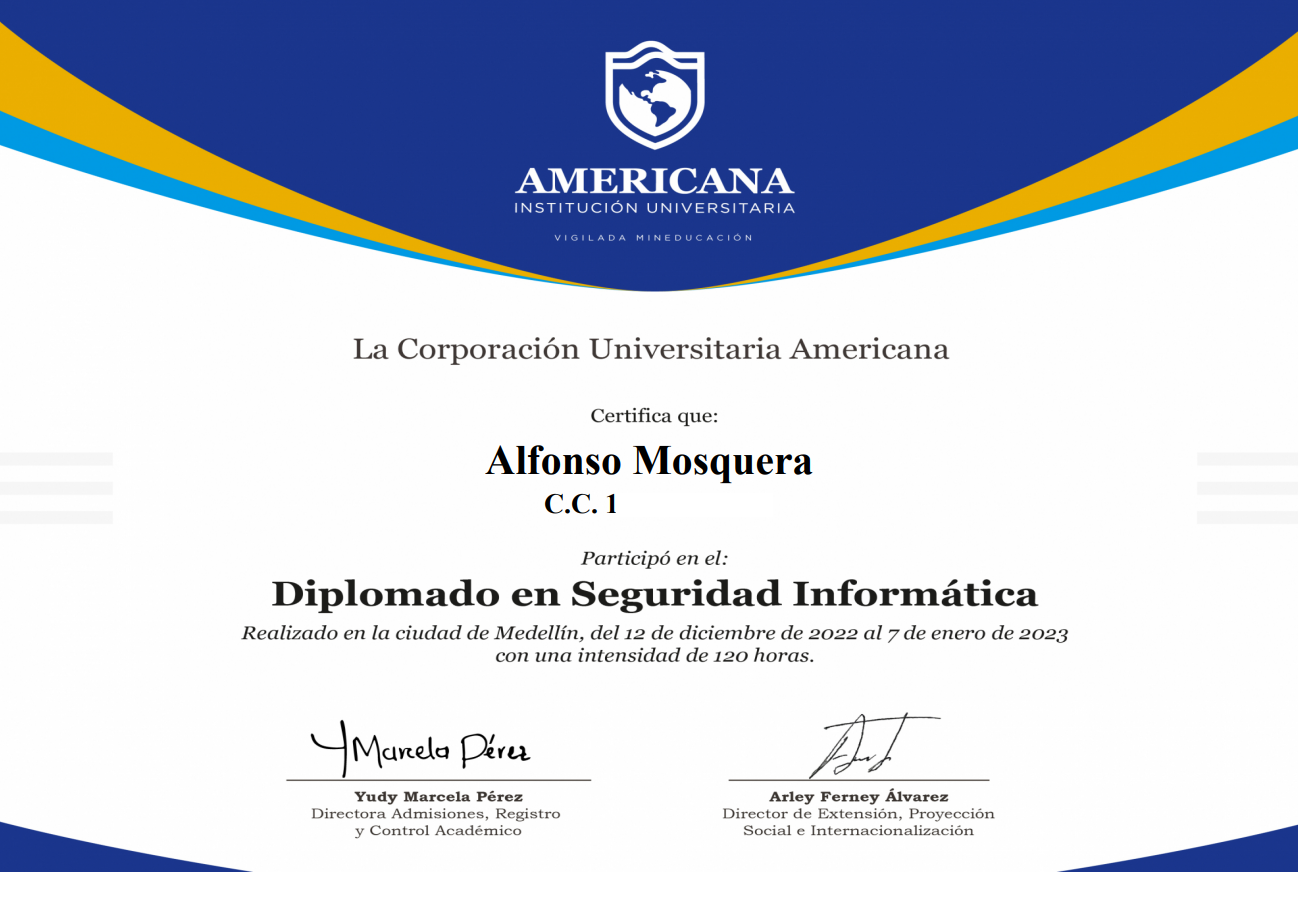 AMERICANA
INSTITUCIÓN UNIVERSITARIA
VIGILADA MINEDUCACIÓN
La Corporación Universitaria Americana
Certifica que:
Alfonso Mosquera
C.C. 1
Participó en el:
Diplomado en Seguridad Informática
Realizado en la ciudad de Medellín, del 12 de diciembre de 2022 al 7 de enero de 2023
con una intensidad de 120 horas.
Y Marcela Pérez
Yudy Marcela Pérez
Directora Admisiones, Registro
y Control Académico
Arley Ferney Álvarez
Director de Extensión, Proyección
Social e Internacionalización